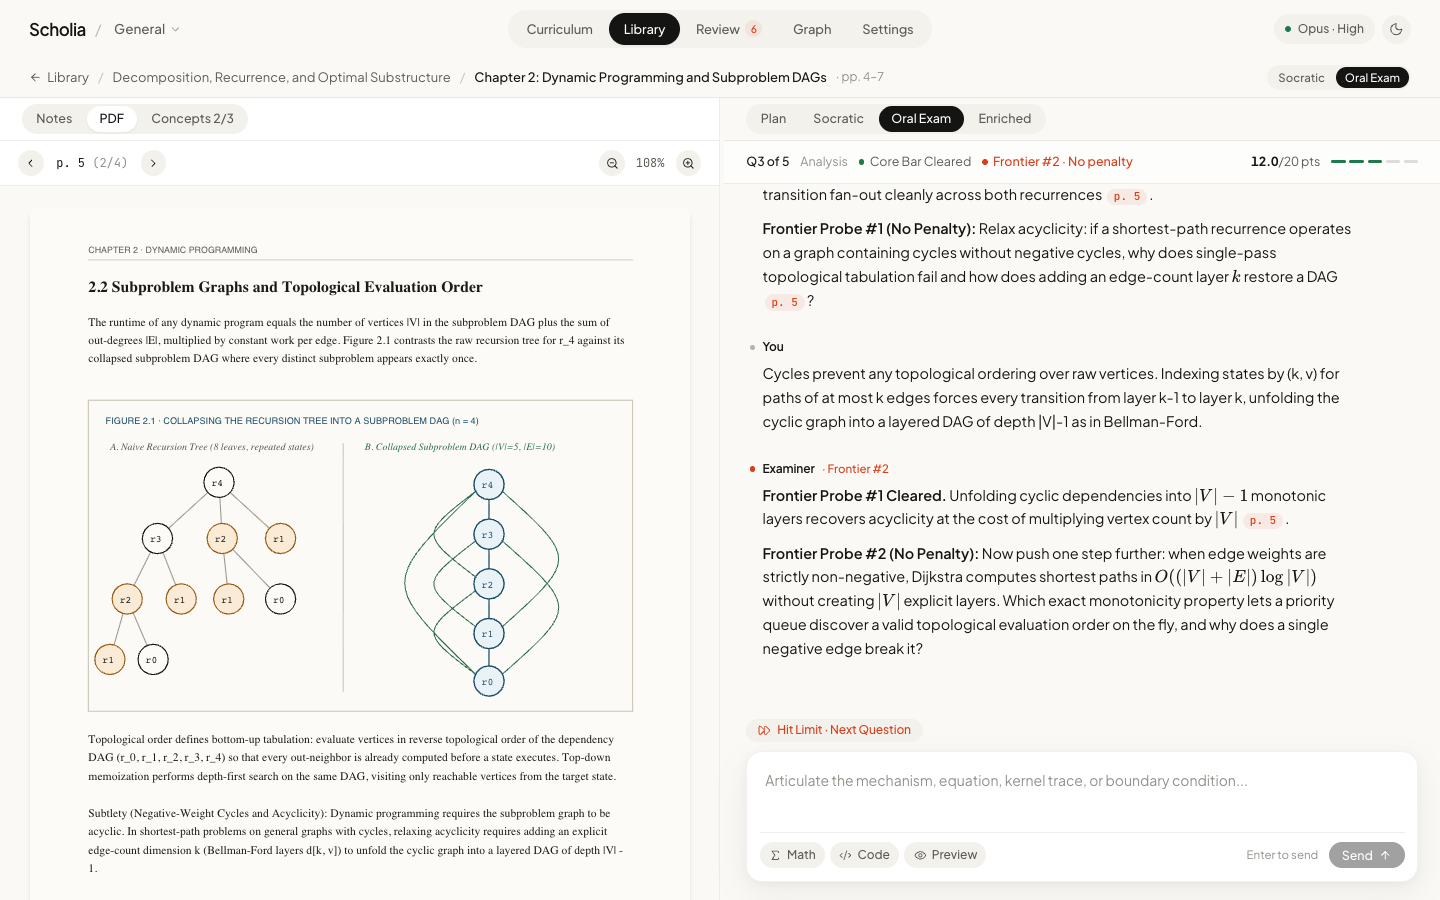 Scholia / General
Curriculum Library Review 6 Graph Settings
Opus · High
← Library / Decomposition, Recurrence, and Optimal Substructure / Chapter 2: Dynamic Programming and Subproblem DAGs · pp. 4–7
Socratic Oral Exam
Notes PDF Concepts 2/3
p. 5 (2/4)
108%
CHAPTER 2 · DYNAMIC PROGRAMMING
2.2 Subproblem Graphs and Topological Evaluation Order
The runtime of any dynamic program equals the number of vertices |V| in the subproblem DAG plus the sum of
out-degrees |E|, multiplied by constant work per edge. Figure 2.1 contrasts the raw recursion tree for r_4 against its
collapsed subproblem DAG where every distinct subproblem appears exactly once.
FIGURE 2.1 · COLLAPSING THE RECURSION TREE INTO A SUBPROBLEM DAG (n = 4)
A. Naive Recursion Tree (8 leaves, repeated states)
r4
r3 r2 r1
r2 r1 r1 r0
r1 r0
B. Collapsed Subproblem DAG (|V|=5, |E|=10)
r4
r3
r2
r1
r0
Topological order defines bottom-up tabulation: evaluate vertices in reverse topological order of the dependency
DAG (r_0, r_1, r_2, r_3, r_4) so that every out-neighbor is already computed before a state executes. Top-down
memoization performs depth-first search on the same DAG, visiting only reachable vertices from the target state.
Subtlety (Negative-Weight Cycles and Acyclicity): Dynamic programming requires the subproblem graph to be
acyclic. In shortest-path problems on general graphs with cycles, relaxing acyclicity requires adding an explicit
edge-count dimension k (Bellman-Ford layers d[k, v]) to unfold the cyclic graph into a layered DAG of depth |V| -
1.
Plan Socratic Oral Exam Enriched
Q3 of 5 Analysis Core Bar Cleared Frontier #2 · No penalty 12.0/20 pts
transition fan-out cleanly across both recurrences p. 5 .
Frontier Probe #1 (No Penalty): Relax acyclicity: if a shortest-path recurrence operates
on a graph containing cycles without negative cycles, why does single-pass
topological tabulation fail and how does adding an edge-count layer k restore a DAG
p. 5 ?
You
Cycles prevent any topological ordering over raw vertices. Indexing states by (k, v) for
paths of at most k edges forces every transition from layer k-1 to layer k, unfolding the
cyclic graph into a layered DAG of depth |V|-1 as in Bellman-Ford.
Examiner · Frontier #2
Frontier Probe #1 Cleared. Unfolding cyclic dependencies into |V| − 1 monotonic
layers recovers acyclicity at the cost of multiplying vertex count by |V| p. 5 .
Frontier Probe #2 (No Penalty): Now push one step further: when edge weights are
strictly non-negative, Dijkstra computes shortest paths in O((|V| + |E|) log |V|)
without creating |V| explicit layers. Which exact monotonicity property lets a priority
queue discover a valid topological evaluation order on the fly, and why does a single
negative edge break it?
Hit Limit · Next Question
Articulate the mechanism, equation, kernel trace, or boundary condition...
Σ Math </> Code Preview
Enter to send Send ↑